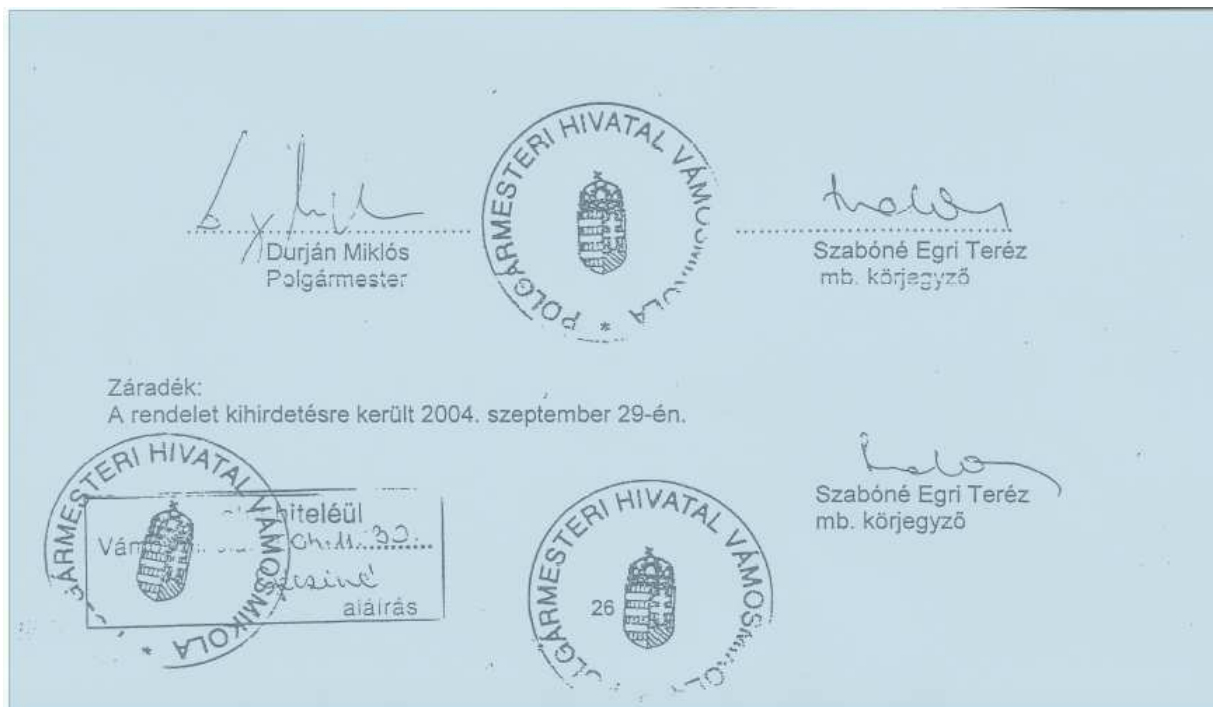 POLGÁRMESTERI HIVATAL VÁMOSMIKOLA *
Durján Miklós
Polgármester
Szabóné Egri Teréz
mb. körjegyző
Záradék:
A rendelet kihirdetésre került 2004. szeptember 29-én.
Szabóné Egri Teréz
mb. körjegyző
POLGÁRMESTERI HIVATAL VÁMOSMIKOLA *
hiteléül
aláírás
POLGÁRMESTERI HIVATAL VÁMOSMIKOLA
26